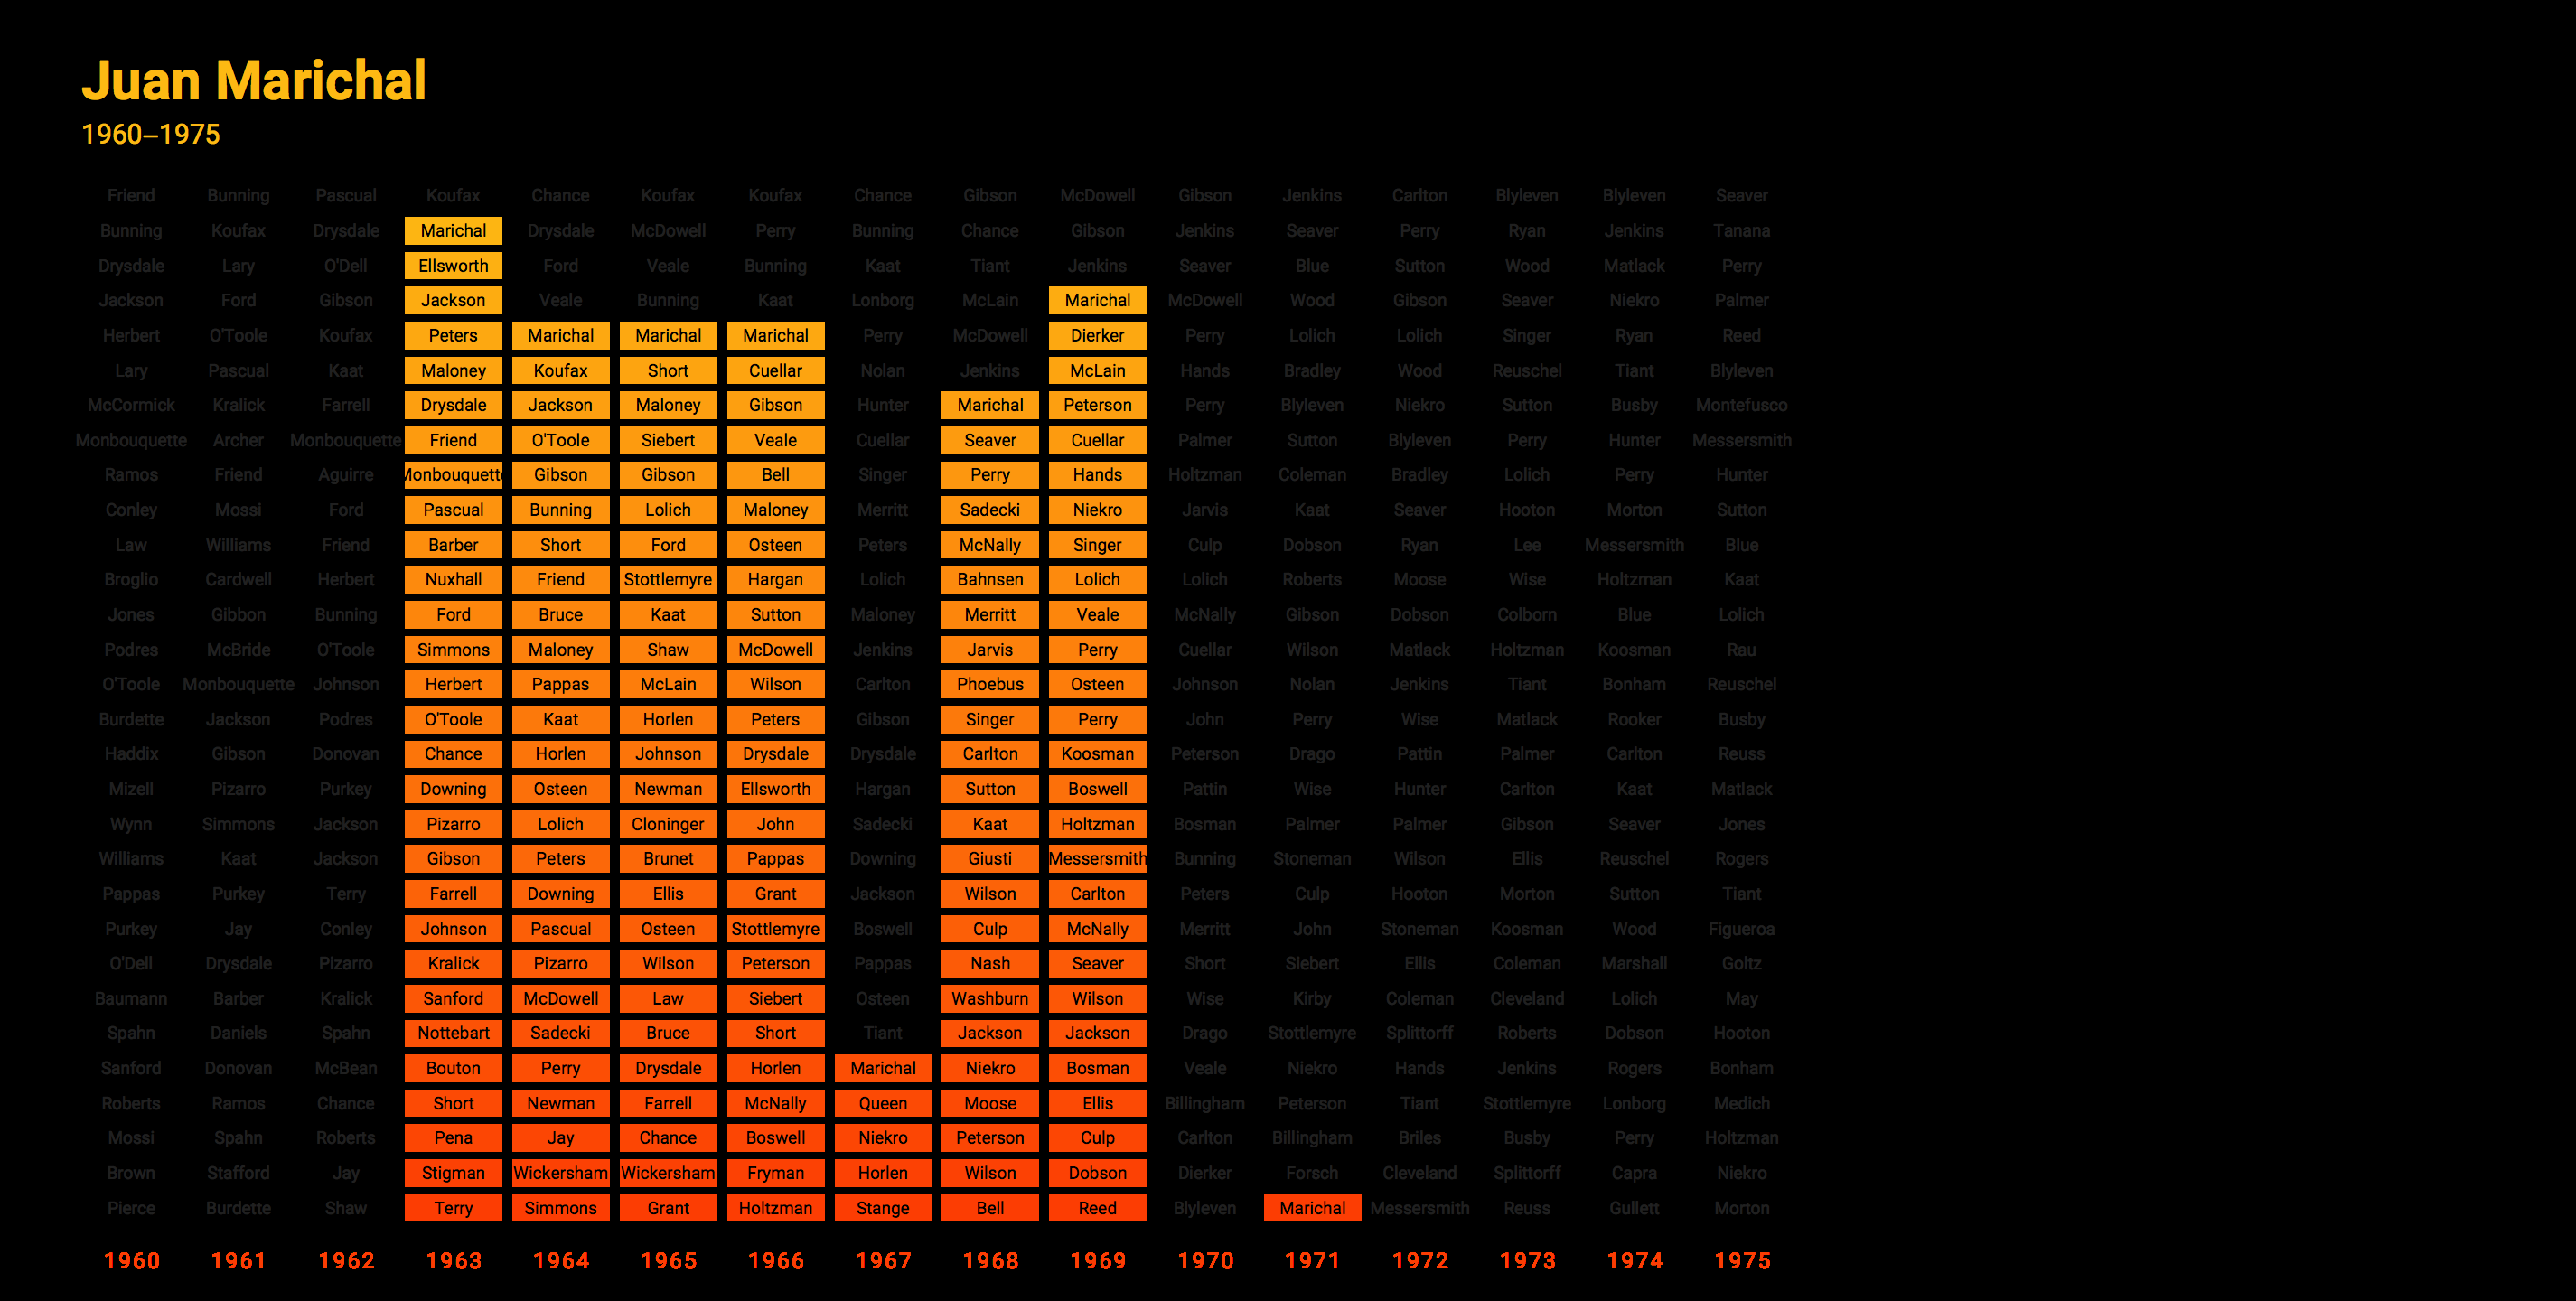 Juan Marichal
1960–1975
Friend Bunning Pascual Koufax Chance Koufax Koufax Chance Gibson McDowell Gibson Jenkins Carlton Blyleven Blyleven Seaver
Bunning Koufax Drysdale Marichal Drysdale McDowell Perry Bunning Chance Gibson Jenkins Seaver Perry Ryan Jenkins Tanana
Drysdale Lary O'Dell Ellsworth Ford Veale Bunning Kaat Tiant Jenkins Seaver Blue Sutton Wood Matlack Perry
Jackson Ford Gibson Jackson Veale Bunning Kaat Lonborg McLain Marichal McDowell Wood Gibson Seaver Niekro Palmer
Herbert O'Toole Koufax Peters Marichal Marichal Marichal Perry McDowell Dierker Perry Lolich Lolich Singer Ryan Reed
Lary Pascual Kaat Maloney Koufax Short Cuellar Nolan Jenkins McLain Hands Bradley Wood Reuschel Tiant Blyleven
McCormick Kralick Farrell Drysdale Jackson Maloney Gibson Hunter Marichal Peterson Perry Blyleven Niekro Sutton Busby Montefusco
Monbouquette Archer Monbouquette Friend O'Toole Siebert Veale Cuellar Seaver Cuellar Palmer Sutton Blyleven Perry Hunter Messersmith
Ramos Friend Aguirre Monbouquette Gibson Gibson Bell Singer Perry Hands Holtzman Coleman Bradley Lolich Perry Hunter
Conley Mossi Ford Pascual Bunning Lolich Maloney Merritt Sadecki Niekro Jarvis Kaat Seaver Hooton Morton Sutton
Law Williams Friend Barber Short Ford Osteen Peters McNally Singer Culp Dobson Ryan Lee Messersmith Blue
Broglio Cardwell Herbert Nuxhall Friend Stottlemyre Hargan Lolich Bahnsen Lolich Lolich Roberts Moose Wise Holtzman Kaat
Jones Gibbon Bunning Ford Bruce Kaat Sutton Maloney Merritt Veale McNally Gibson Dobson Colborn Blue Lolich
Podres McBride O'Toole Simmons Maloney Shaw McDowell Jenkins Jarvis Perry Cuellar Wilson Matlack Holtzman Koosman Rau
O'Toole Monbouquette Johnson Herbert Pappas McLain Wilson Carlton Phoebus Osteen Johnson Nolan Jenkins Tiant Bonham Reuschel
Burdette Jackson Podres O'Toole Kaat Horlen Peters Gibson Singer Perry John Perry Wise Matlack Rooker Busby
Haddix Gibson Donovan Chance Horlen Johnson Drysdale Drysdale Carlton Koosman Peterson Drago Pattin Palmer Carlton Reuss
Mizell Pizarro Purkey Downing Osteen Newman Ellsworth Hargan Sutton Boswell Pattin Wise Hunter Carlton Kaat Matlack
Wynn Simmons Jackson Pizarro Lolich Cloninger John Sadecki Kaat Holtzman Bosman Palmer Palmer Gibson Seaver Jones
Williams Kaat Jackson Gibson Peters Brunet Pappas Downing Giusti Messersmith Bunning Stoneman Wilson Ellis Reuschel Rogers
Pappas Purkey Terry Farrell Downing Ellis Grant Jackson Wilson Carlton Peters Culp Hooton Morton Sutton Tiant
Purkey Jay Conley Johnson Pascual Osteen Stottlemyre Boswell Culp McNally Merritt John Stoneman Koosman Wood Figueroa
O'Dell Drysdale Pizarro Kralick Pizarro Wilson Peterson Pappas Nash Seaver Short Siebert Ellis Coleman Marshall Goltz
Baumann Barber Kralick Sanford McDowell Law Siebert Osteen Washburn Wilson Wise Kirby Coleman Cleveland Lolich May
Spahn Daniels Spahn Nottebart Sadecki Bruce Short Tiant Jackson Jackson Drago Stottlemyre Splittorff Roberts Dobson Hooton
Sanford Donovan McBean Bouton Perry Drysdale Horlen Marichal Niekro Bosman Veale Niekro Hands Jenkins Rogers Bonham
Roberts Ramos Chance Short Newman Farrell McNally Queen Moose Ellis Billingham Peterson Tiant Stottlemyre Lonborg Medich
Mossi Spahn Roberts Pena Jay Chance Boswell Niekro Peterson Culp Carlton Billingham Briles Busby Perry Holtzman
Brown Stafford Jay Stigman Wickersham Wickersham Fryman Horlen Wilson Dobson Dierker Forsch Cleveland Splittorff Capra Niekro
Pierce Burdette Shaw Terry Simmons Grant Holtzman Stange Bell Reed Blyleven Marichal Messersmith Reuss Gullett Morton
1960 1961 1962 1963 1964 1965 1966 1967 1968 1969 1970 1971 1972 1973 1974 1975